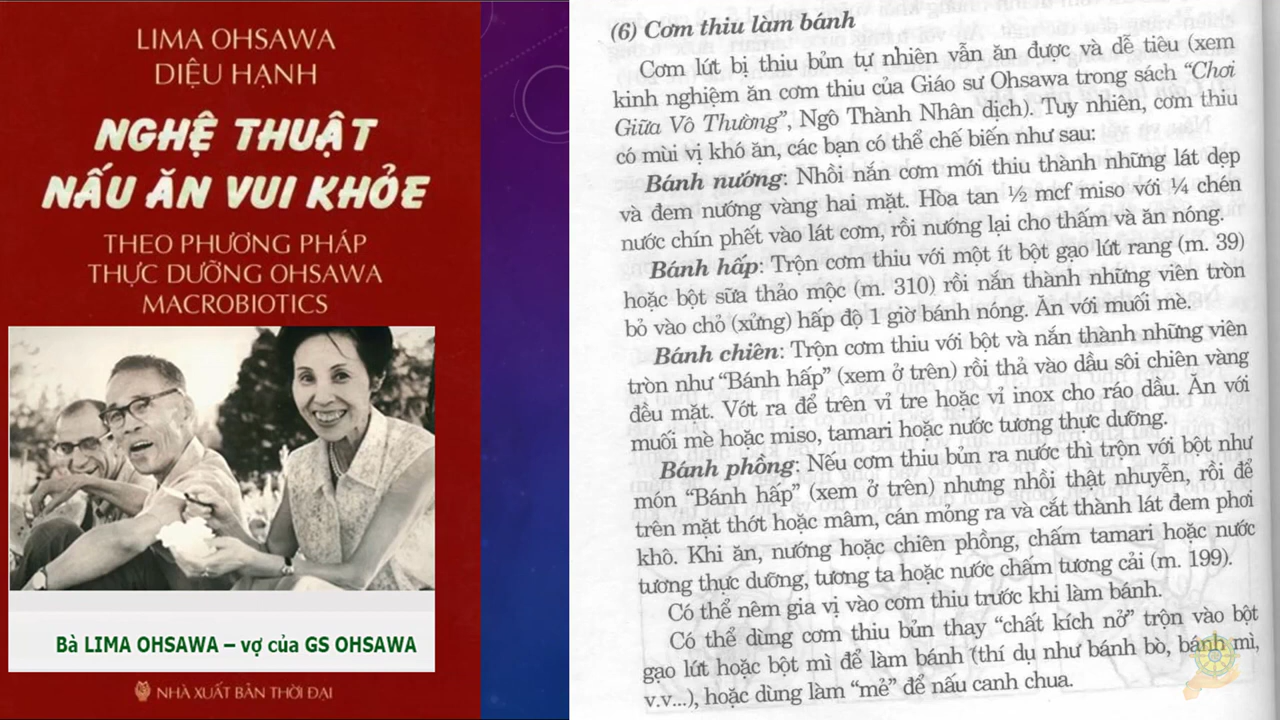 LIMA OHSAWA
DIỆU HẠNH
NGHỆ THUẬT
NẤU ĂN VUI KHỎE
THEO PHƯƠNG PHÁP
THỰC DƯỠNG OHSAWA
MACROBIOTICS
Bà LIMA OHSAWA – vợ của GS OHSAWA
NHÀ XUẤT BẢN THỜI ĐẠI
(6) Cơm thiu làm bánh
Cơm lứt bị thiu bủn tự nhiên vẫn ăn được và dễ tiêu (xem
kinh nghiệm ăn cơm thiu của Giáo sư Ohsawa trong sách “Chơi
Giữa Vô Thường”, Ngô Thành Nhân dịch). Tuy nhiên, cơm thiu
có mùi vị khó ăn, các bạn có thể chế biến như sau:
Bánh nướng: Nhồi nắn cơm mới thiu thành những lát dẹp
và đem nướng vàng hai mặt. Hòa tan ½ mcf miso với ¼ chén
nước chín phết vào lát cơm, rồi nướng lại cho thấm và ăn nóng.
Bánh hấp: Trộn cơm thiu với một ít bột gạo lứt rang (m. 39)
hoặc bột sữa thảo mộc (m. 310) rồi nắn thành những viên tròn
bỏ vào chỏ (xửng) hấp độ 1 giờ bánh nóng. Ăn với muối mè.
Bánh chiên: Trộn cơm thiu với bột và nắn thành những viên
tròn như “Bánh hấp” (xem ở trên) rồi thả vào dầu sôi chiên vàng
đều mặt. Vớt ra để trên vỉ tre hoặc vỉ inox cho ráo dầu. Ăn với
muối mè hoặc miso, tamari hoặc nước tương thực dưỡng.
Bánh phồng: Nếu cơm thiu bủn ra nước thì trộn với bột như
món “Bánh hấp” (xem ở trên) nhưng nhồi thật nhuyễn, rồi để
trên mặt thớt hoặc mâm, cán mỏng ra và cắt thành lát đem phơi
khô. Khi ăn, nướng hoặc chiên phồng, chấm tamari hoặc nước
tương thực dưỡng, tương ta hoặc nước chấm tương cải (m. 199).
Có thể nêm gia vị vào cơm thiu trước khi làm bánh.
Có thể dùng cơm thiu bủn thay “chất kích nở” trộn vào bột
gạo lứt hoặc bột mì để làm bánh (thí dụ như bánh bò, bánh mì,
v.v...), hoặc dùng làm “mẻ” để nấu canh chua.